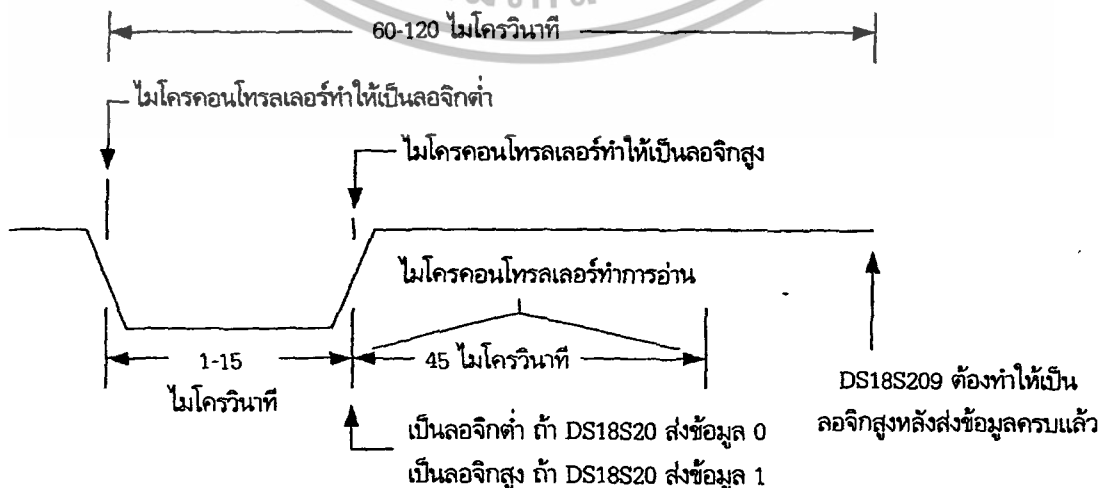 60-120 ไมโครวินาที
ไมโครคอนโทรลเลอร์ทำให้เป็นลอจิกต่ำ
ไมโครคอนโทรลเลอร์ทำให้เป็นลอจิกสูง
ไมโครคอนโทรลเลอร์ทำการอ่าน
1-15
ไมโครวินาที
45 ไมโครวินาที
DS18S209 ต้องทำให้เป็น
ลอจิกสูงหลังส่งข้อมูลครบแล้ว
เป็นลอจิกต่ำ ถ้า DS18S20 ส่งข้อมูล 0
เป็นลอจิกสูง ถ้า DS18S20 ส่งข้อมูล 1